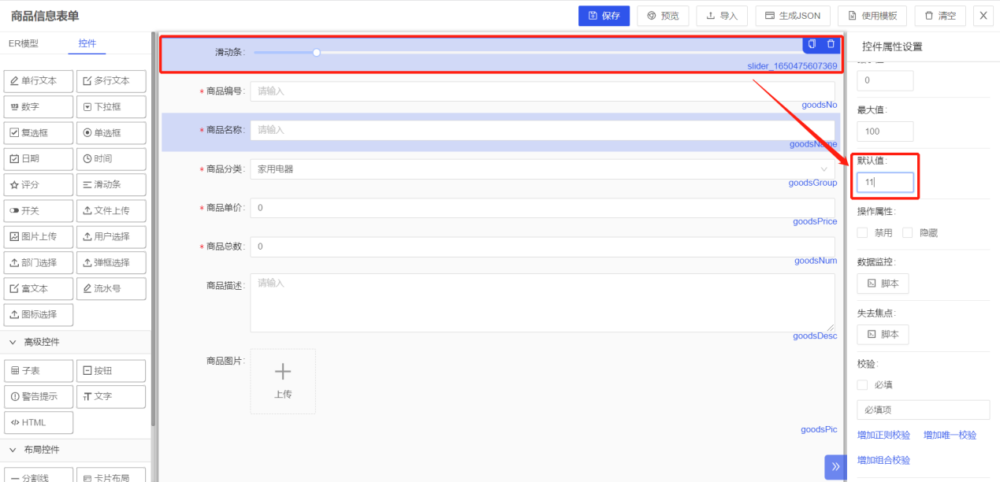 商品信息表单
保存
预览
导入
生成JSON
使用模板
清空
ER模型
控件
单行文本
多行文本
数字
下拉框
复选框
单选框
日期
时间
评分
滑动条
开关
文件上传
图片上传
用户选择
部门选择
弹框选择
富文本
流水号
图标选择
高级控件
子表
按钮
警告提示
文字
HTML
布局控件
分割线
卡片布局
滑动条:
slider_1650475607369
* 商品编号: 请输入
goodsNo
* 商品名称: 请输入
goodsName
* 商品分类: 家用电器
goodsGroup
* 商品单价: 0
goodsPrice
* 商品总数: 0
goodsNum
商品描述: 请输入
goodsDesc
商品图片:
上传
goodsPic
控件属性设置
0
最大值:
100
默认值:
11
操作属性:
禁用 隐藏
数据监控:
脚本
失去焦点:
脚本
校验:
必填
必填项
增加正则校验 增加唯一校验
增加组合校验